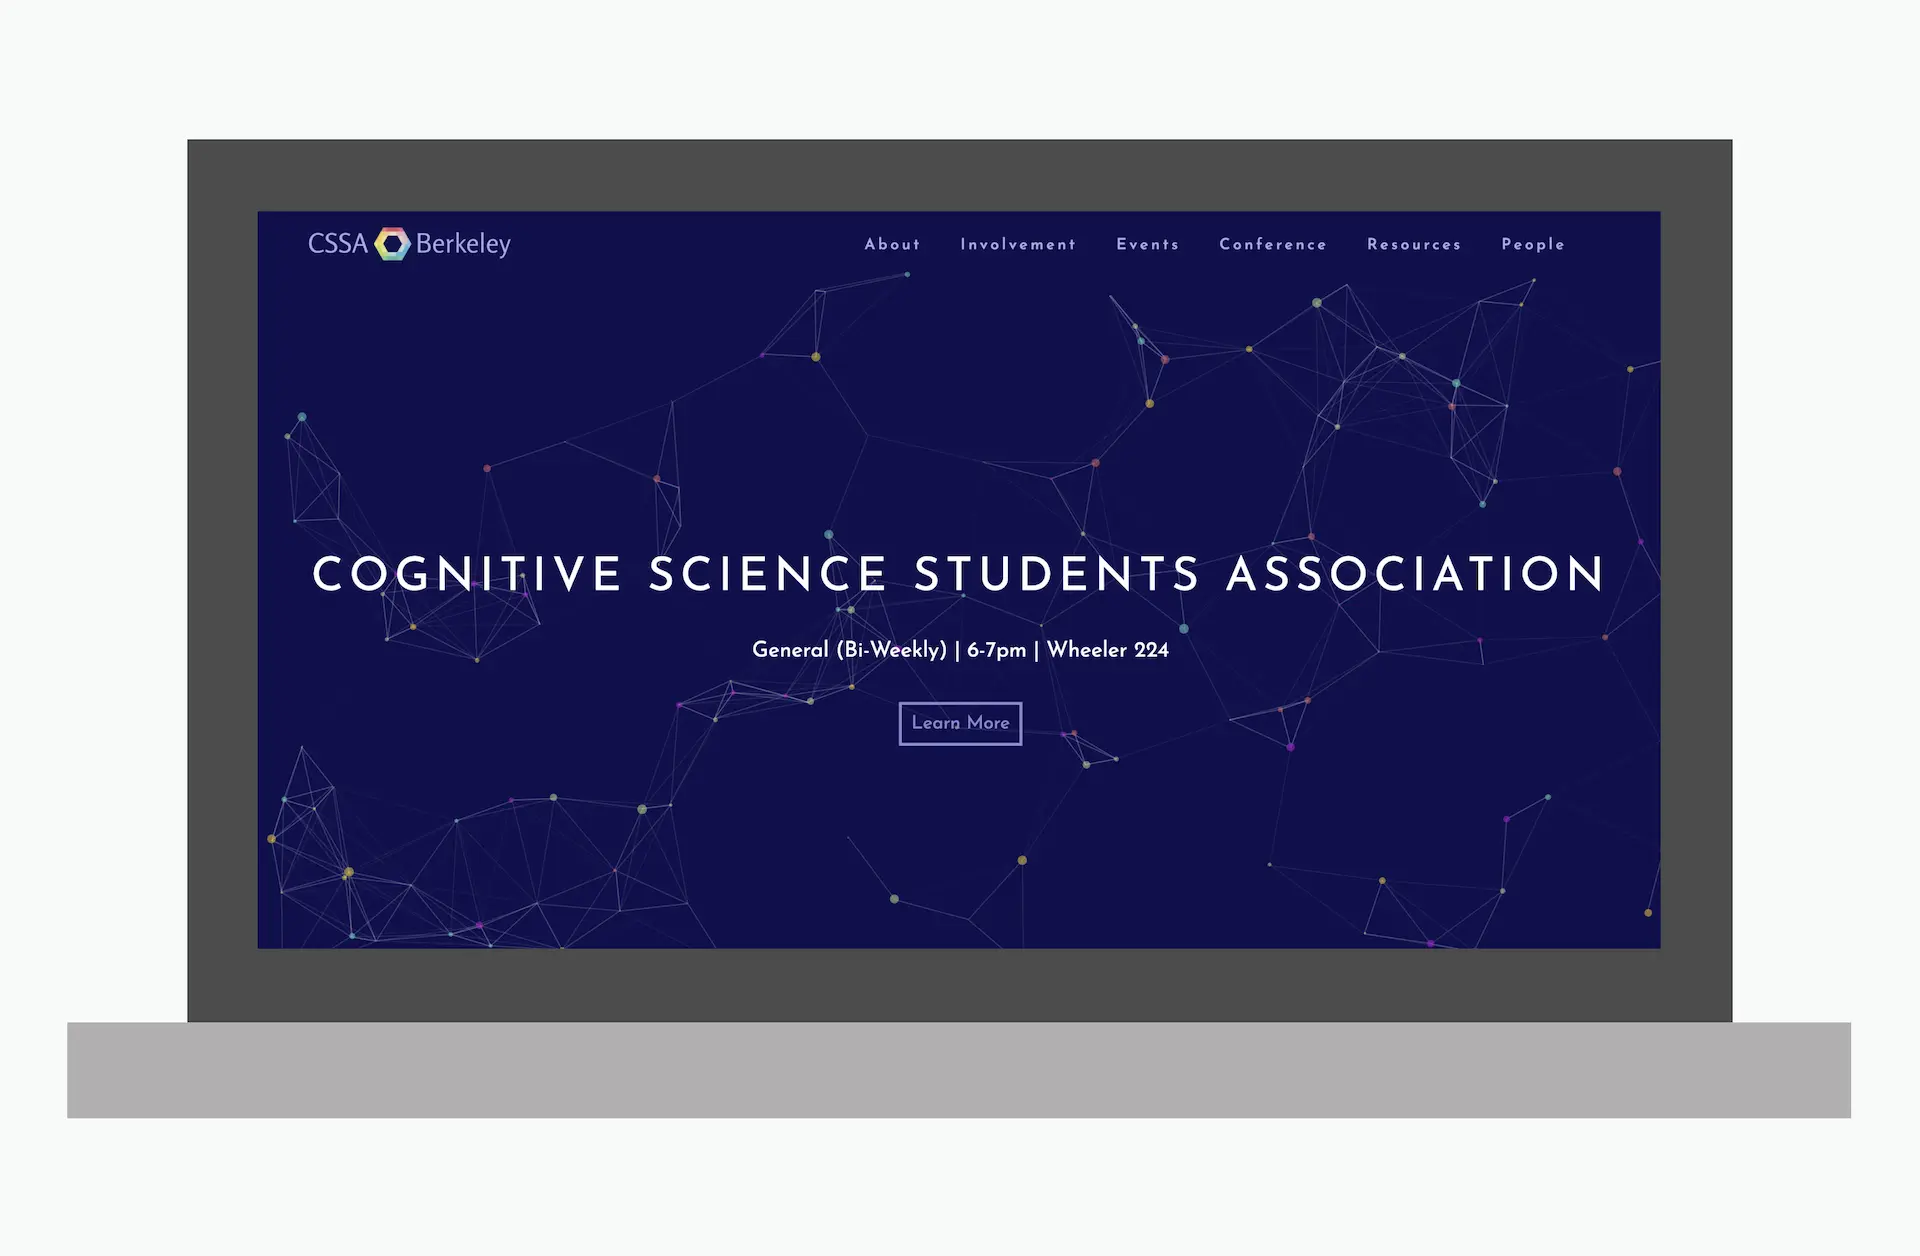 CSSA Berkeley
About Involvement Events Conference Resources People
COGNITIVE SCIENCE STUDENTS ASSOCIATION
General (Bi-Weekly) | 6-7pm | Wheeler 224
Learn More